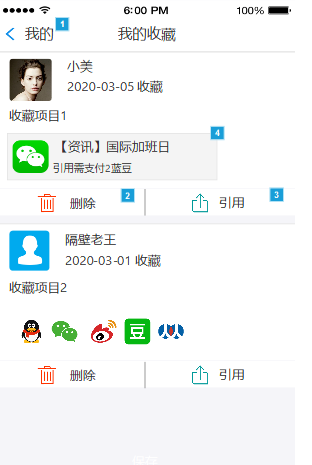 6:00 PM 100%
我的 1 我的收藏
小美
2020-03-05 收藏
收藏项目1
4
【资讯】国际加班日
引用需支付2蓝豆
删除 2 引用 3
隔壁老王
2020-03-01 收藏
收藏项目2
豆
删除 引用